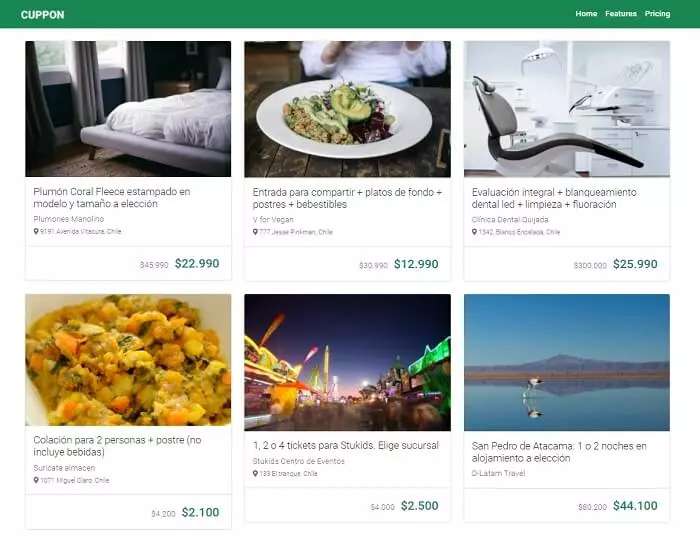 CUPPON
Home Features Pricing
Plumón Coral Fleece estampado en
modelo y tamaño a elección
Plumones Manolino
9191 Avenida Vitacura, Chile
$45.990 $22.990
Entrada para compartir + platos de fondo +
postres + bebestibles
V for Vegan
777 Jesse Pinkman, Chile
$30.990 $12.990
Evaluación integral + blanqueamiento
dental led + limpieza + fluoración
Clínica Dental Quijada
1342, Blanco Encalada, Chile
$300.000 $25.990
Colación para 2 personas + postre (no
incluye bebidas)
Suricata almacen
1071 Miguel Claro, Chile
$4.200 $2.100
1, 2 o 4 tickets para Stukids. Elige sucursal
Stukids Centro de Eventos
133 El tranque, Chile
$4.000 $2.500
San Pedro de Atacama: 1 o 2 noches en
alojamiento a elección
D-Latam Travel
$80.200 $44.100